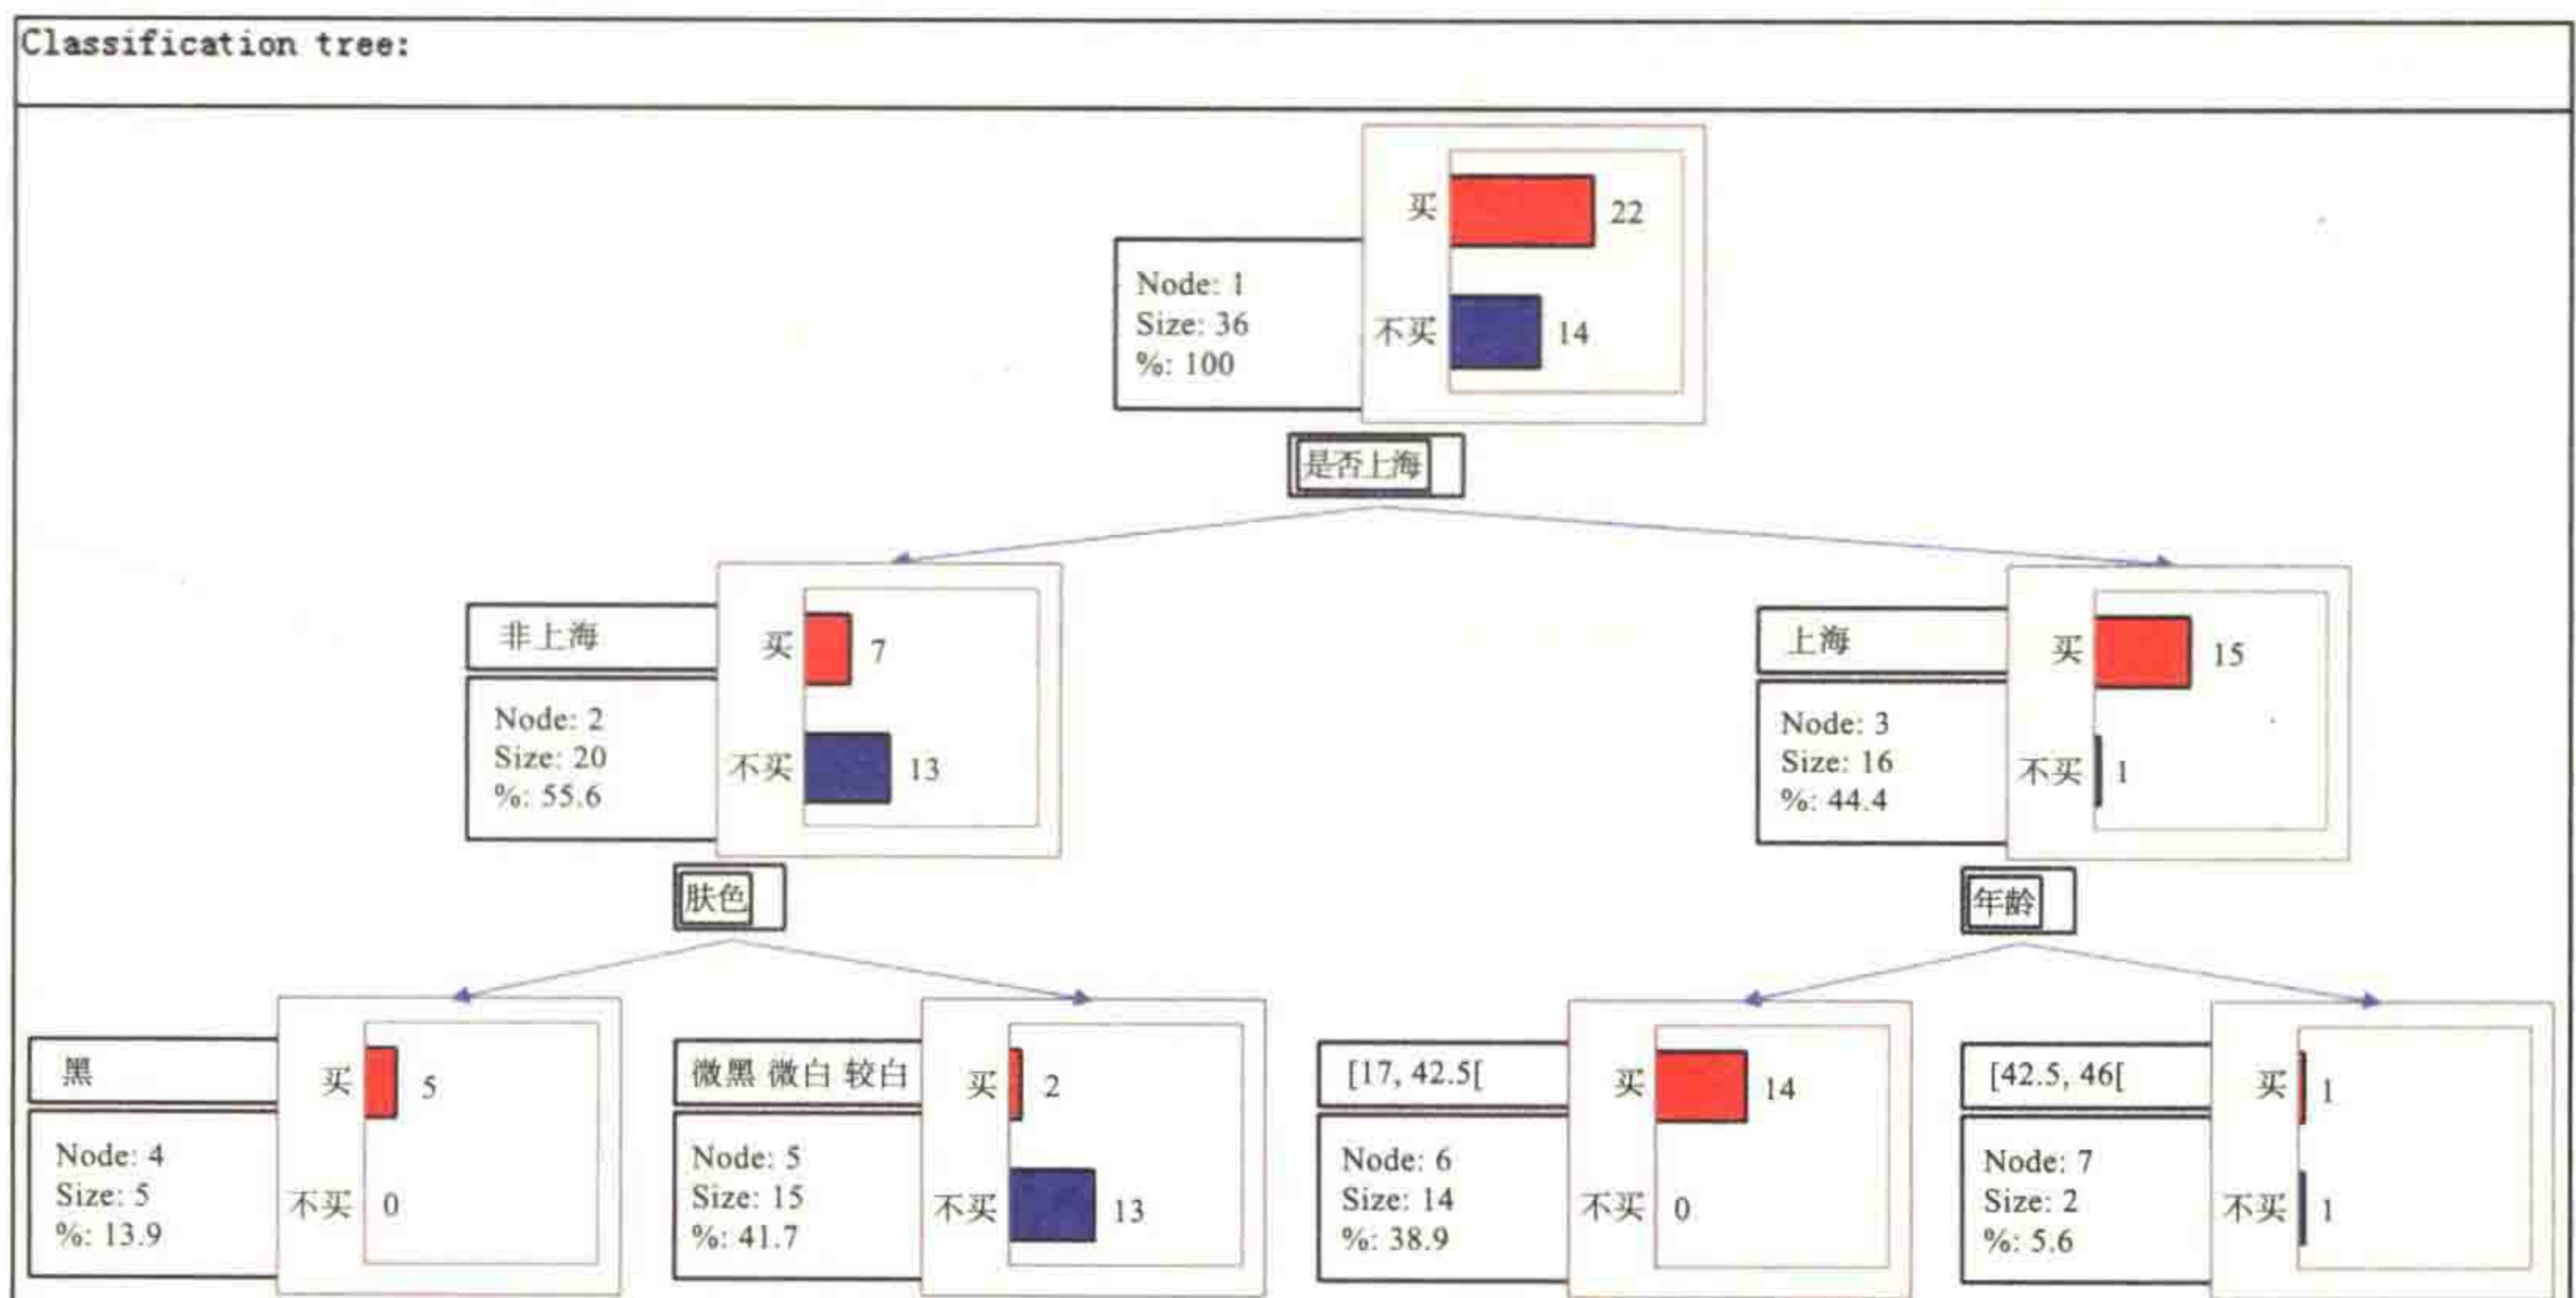 Classification tree:
买 22
Node: 1
Size: 36
%: 100
不买 14
是否上海
非上海
买 7
Node: 2
Size: 20
%: 55.6
不买 13
上海
买 15
Node: 3
Size: 16
%: 44.4
不买 1
肤色
年龄
黑
买 5
Node: 4
Size: 5
%: 13.9
不买 0
微黑 微白 较白
买 2
Node: 5
Size: 15
%: 41.7
不买 13
[17, 42.5[
买 14
Node: 6
Size: 14
%: 38.9
不买 0
[42.5, 46[
买 1
Node: 7
Size: 2
%: 5.6
不买 1